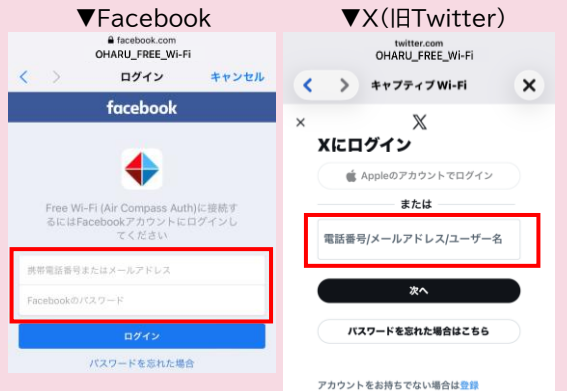 ▼Facebook
facebook.com
OHARU_FREE_Wi-Fi
ログイン
キャンセル
facebook
Free Wi-Fi (Air Compass Auth)に接続す
るにはFacebookアカウントにログインし
てください
携帯電話番号またはメールアドレス
Facebookのパスワード
ログイン
パスワードを忘れた場合
▼X(旧Twitter)
twitter.com
OHARU_FREE_Wi-Fi
キャプティブ Wi-Fi
Xにログイン
Appleのアカウントでログイン
または
電話番号/メールアドレス/ユーザー名
次へ
パスワードを忘れた場合はこちら
アカウントをお持ちでない場合は登録